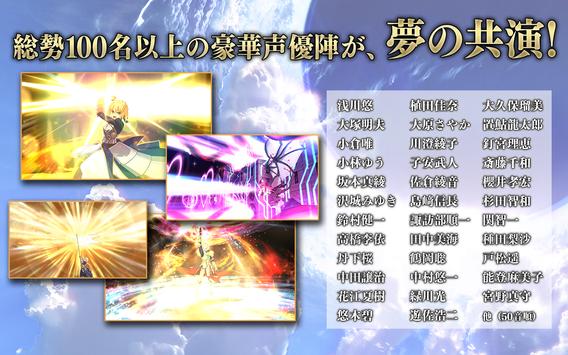 総勢100名以上の豪華声優陣が、夢の共演!
浅川悠 植田佳奈 大久保瑠美
大塚明夫 大原さやか 置鮎龍太郎
小倉唯 川澄綾子 釘宮理恵
小林ゆう 子安武人 斎藤千和
坂本真綾 佐倉綾音 櫻井孝宏
沢城みゆき 島﨑信長 杉田智和
鈴村健一 諏訪部順一 関智一
高橋李依 田中美海 種田梨沙
丹下桜 鶴岡聡 戸松遥
中田譲治 中村悠一 能登麻美子
花江夏樹 緑川光 宮野真守
悠木碧 遊佐浩二 他(50音順)